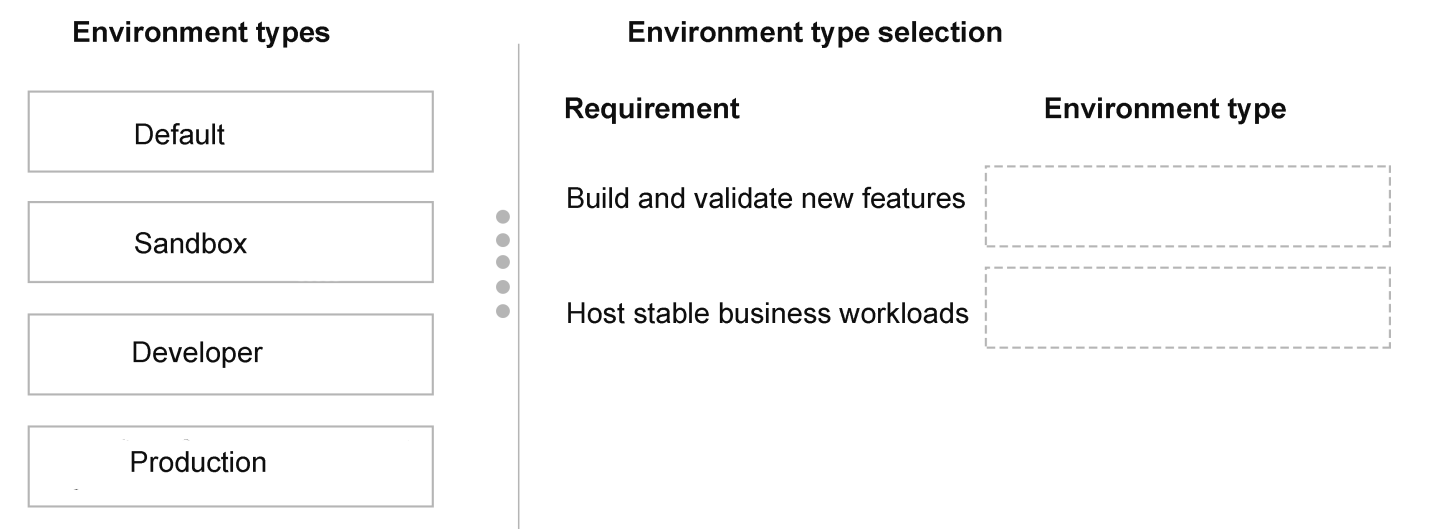 Environment types
Default
Sandbox
Developer
Production
Environment type selection
Requirement Environment type
Build and validate new features
Host stable business workloads